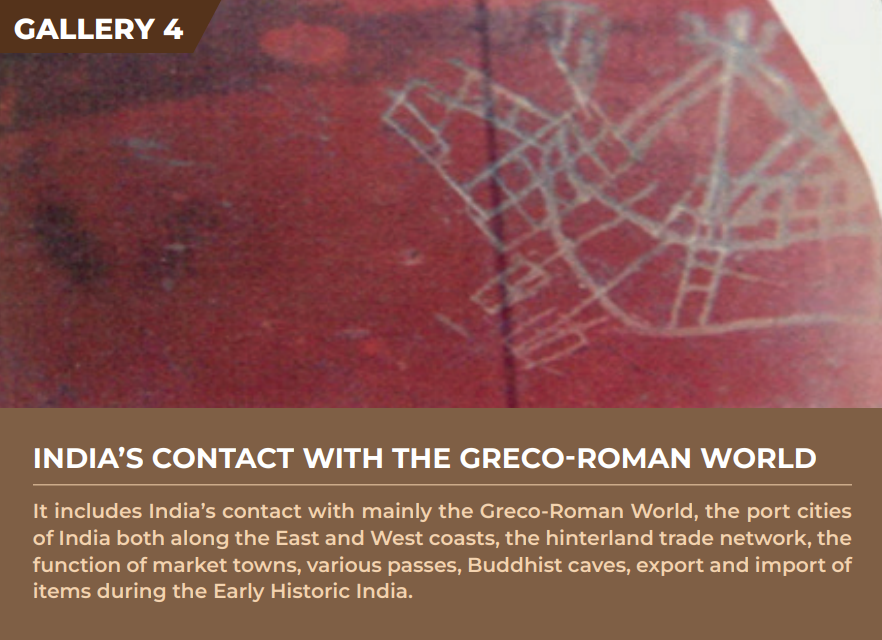 GALLERY 4
INDIA'S CONTACT WITH THE GRECO-ROMAN WORLD
It includes India's contact with mainly the Greco-Roman World, the port cities
of India both along the East and West coasts, the hinterland trade network, the
function of market towns, various passes, Buddhist caves, export and import of
items during the Early Historic India.